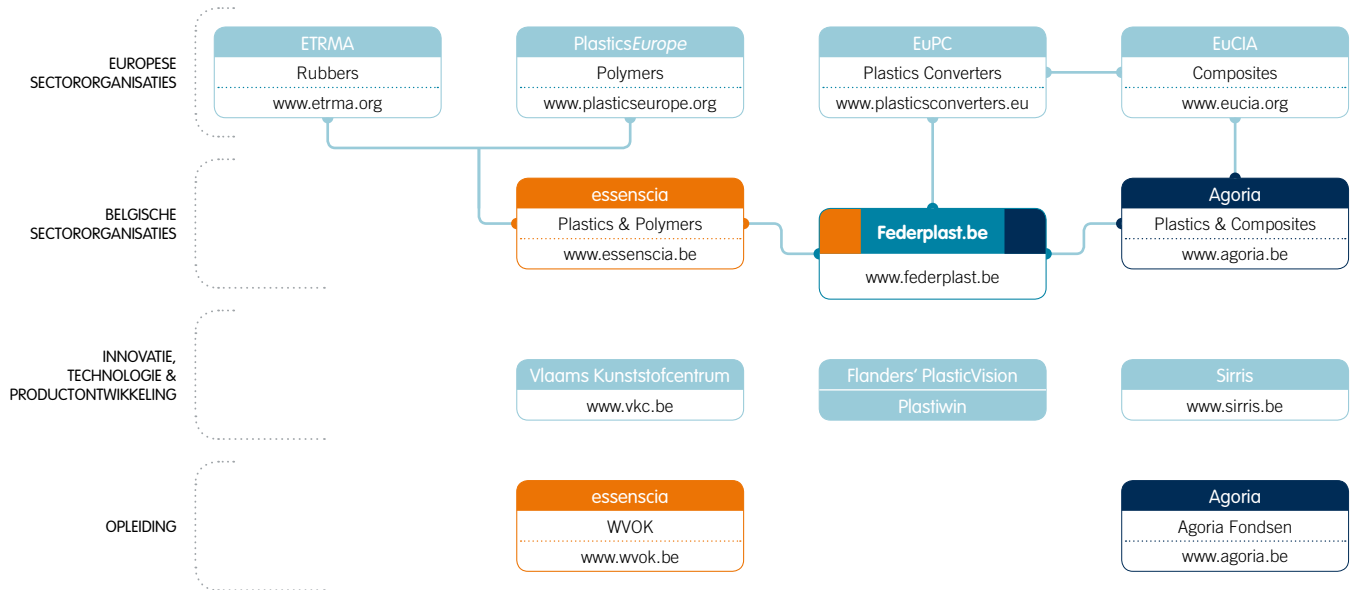 EUROPESE
SECTORORGANISATIES
ETRMA
Rubbers
www.etrma.org
PlasticsEurope
Polymers
www.plasticseurope.org
EuPC
Plastics Converters
www.plasticsconverters.eu
EuCIA
Composites
www.eucia.org
BELGISCHE
SECTORORGANISATIES
essenscia
Plastics & Polymers
www.essenscia.be
Federplast.be
www.federplast.be
Agoria
Plastics & Composites
www.agoria.be
INNOVATIE,
TECHNOLOGIE &
PRODUCTONTWIKKELING
Vlaams Kunststofcentrum
www.vkc.be
Flanders' PlasticVision
Plastiwin
Sirris
www.sirris.be
OPLEIDING
essenscia
WVOK
www.wvok.be
Agoria
Agoria Fondsen
www.agoria.be